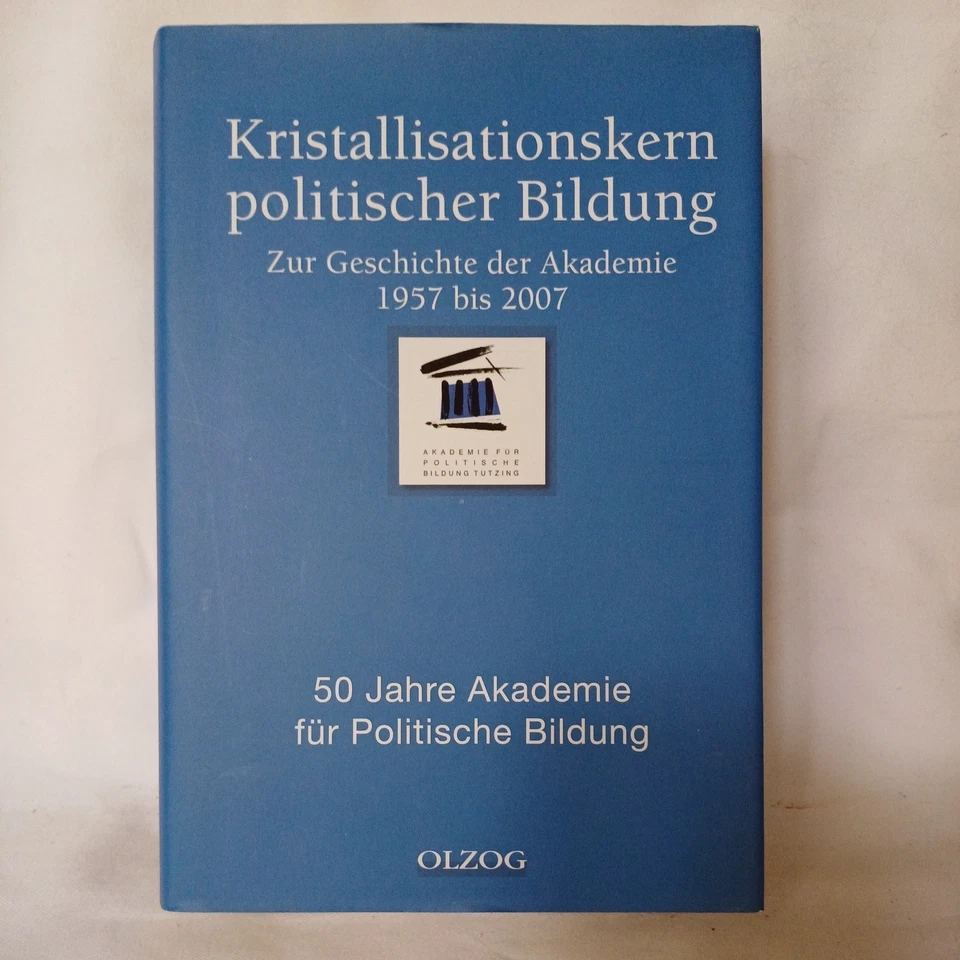 Kristallisationskern
politischer Bildung
Zur Geschichte der Akademie
1957 bis 2007
AKADEMIE FÜR
POLITISCHE
BILDUNG TUTZING
50 Jahre Akademie
für Politische Bildung
OLZOG